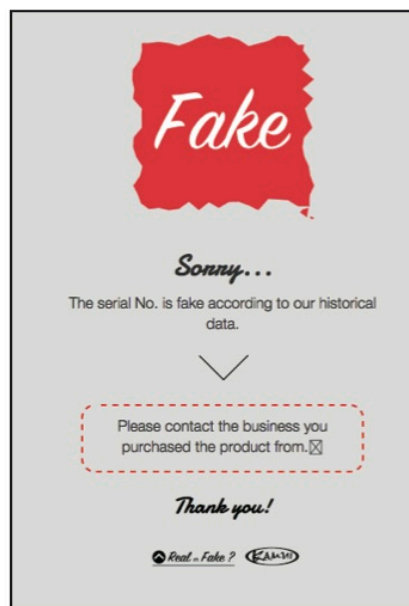 Fake
Sorry...
The serial No. is fake according to our historical
data.
Please contact the business you
purchased the product from.
Thank you!
Real or Fake ?
KAMUI